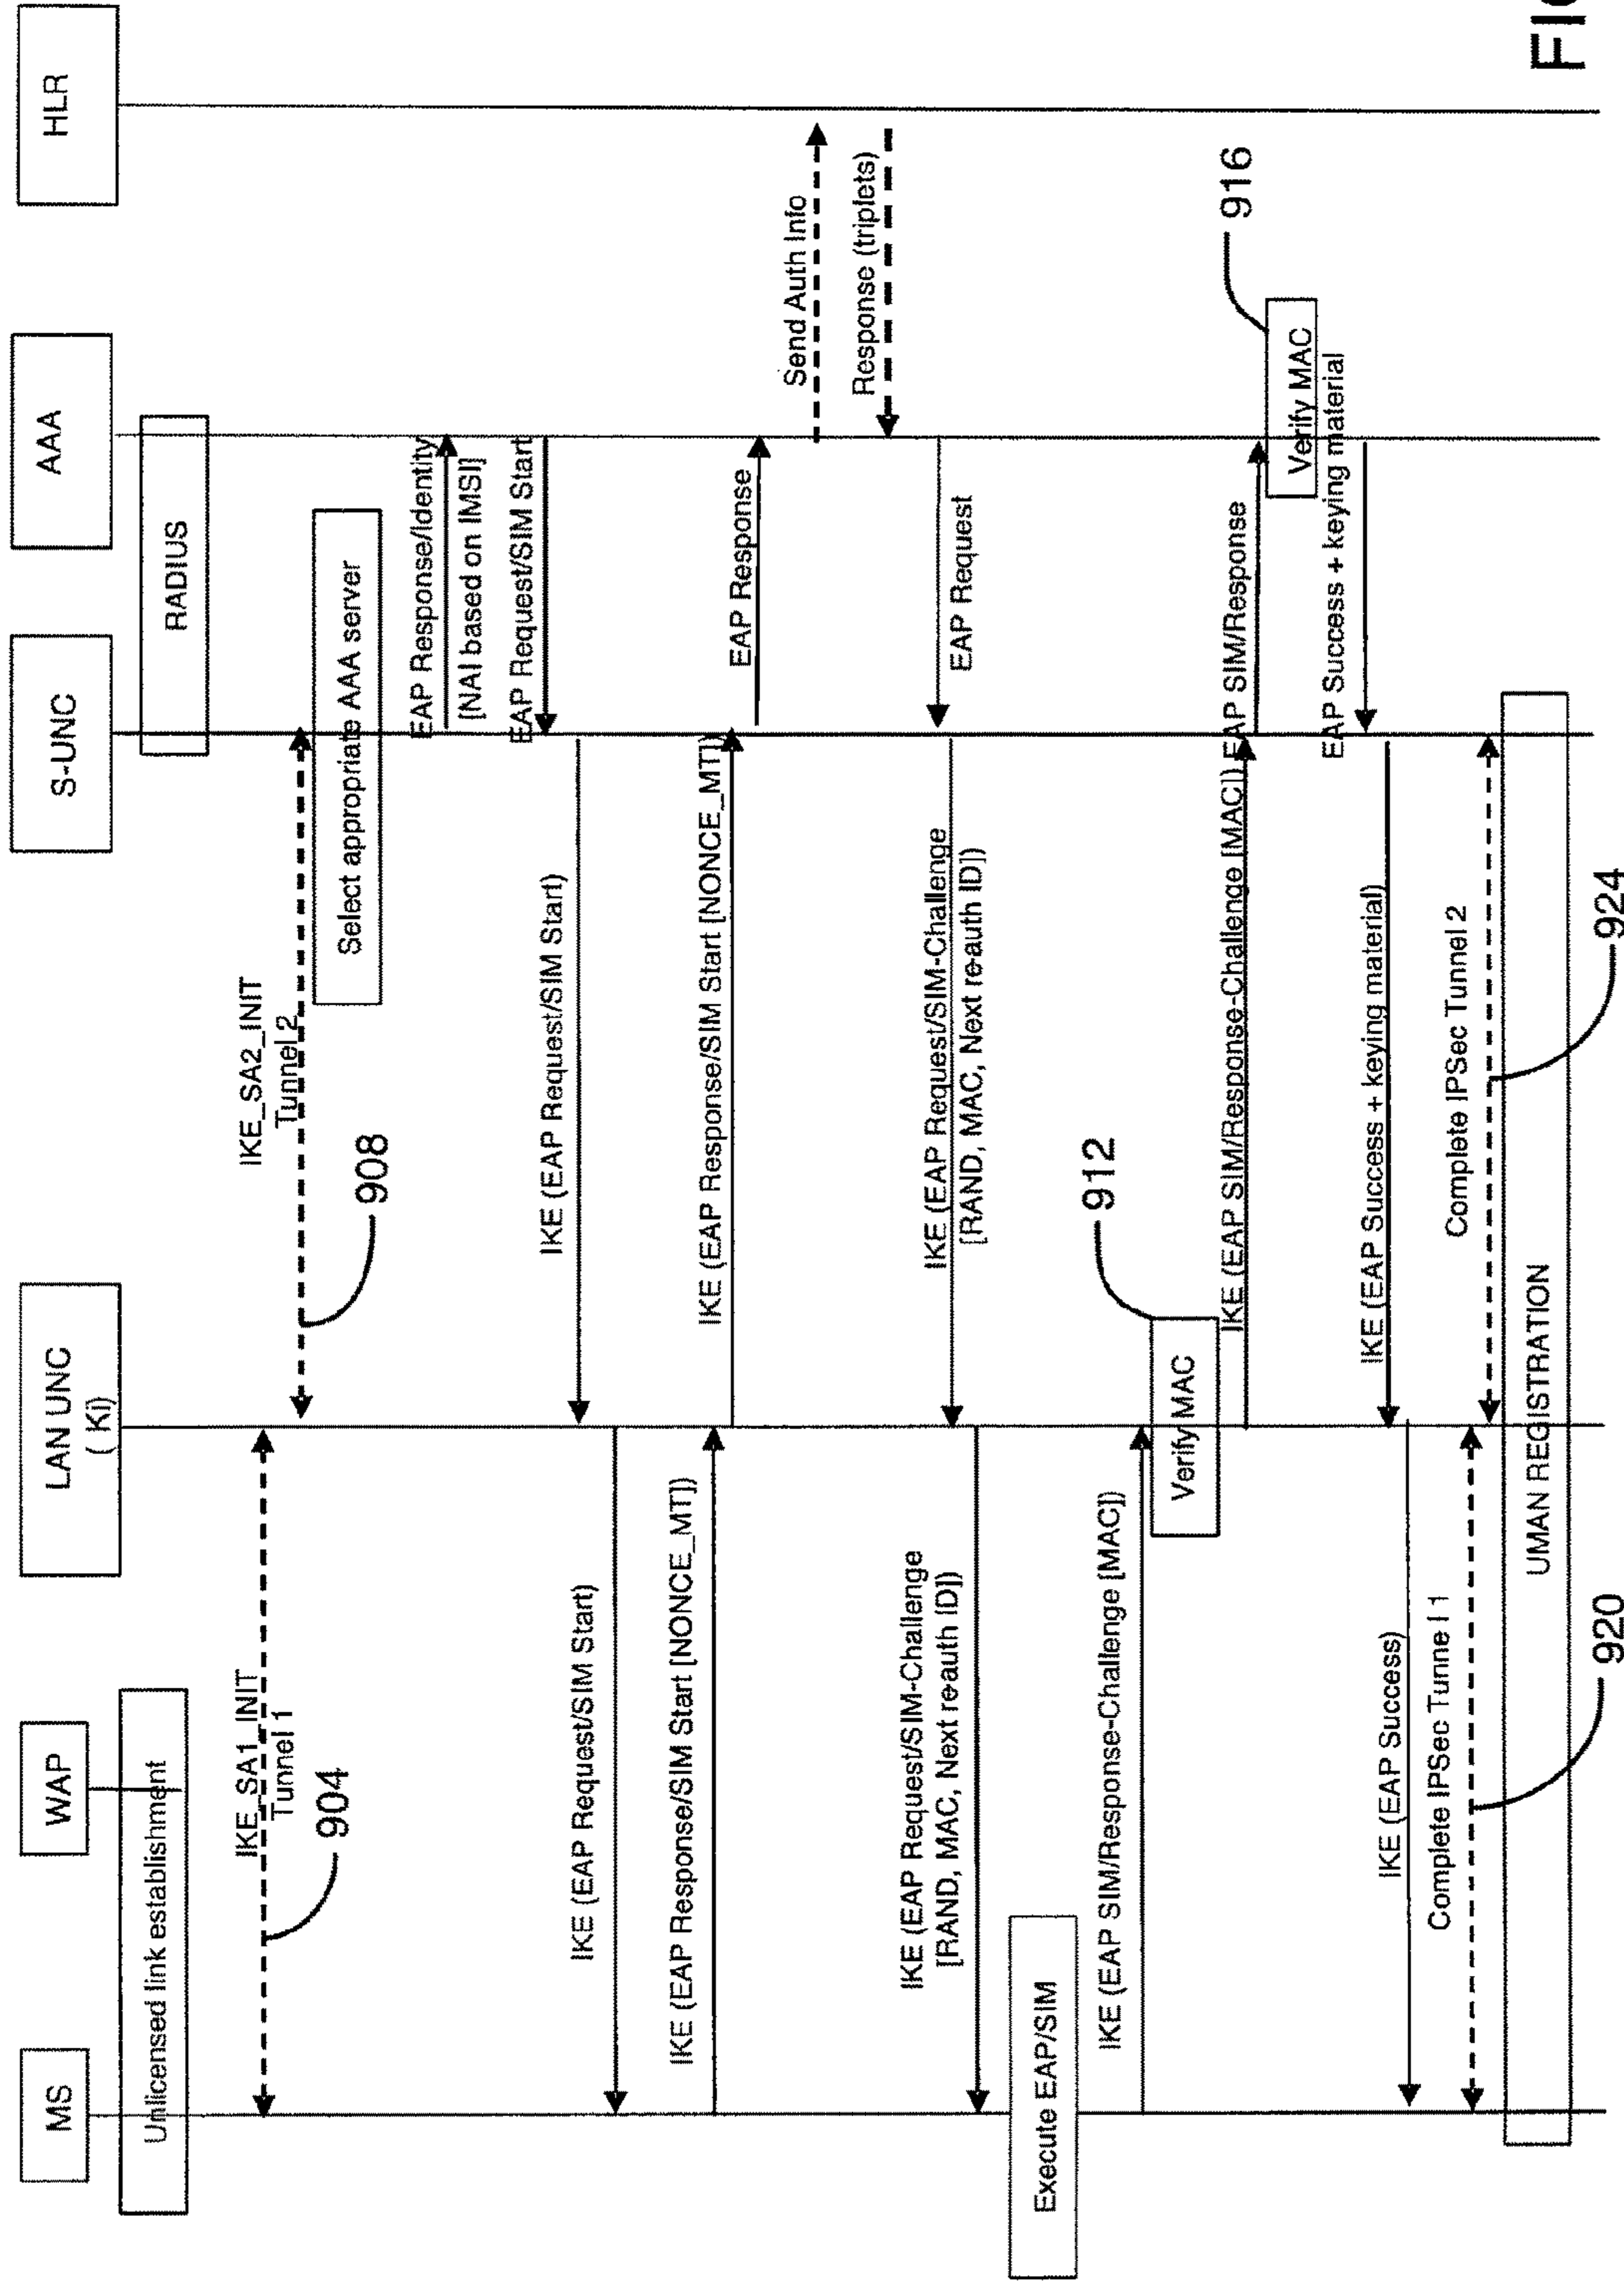 MS
WAP
LAN UNC
( Ki)
S-UNC
AAA
HLR
Unlicensed link establishment
RADIUS
IKE_SA1_INIT
Tunnel 1
904
IKE_SA2_INIT
Tunnel 2
908
Select appropriate AAA server
EAP Response/Identity
[NAI based on IMSI]
EAP Request/SIM Start
IKE (EAP Request/SIM Start)
IKE (EAP Request/SIM Start)
IKE (EAP Response/SIM Start [NONCE_MT])
IKE (EAP Response/SIM Start [NONCE_MT])
EAP Response
Send Auth Info
Response (triplets)
EAP Request
IKE (EAP Request/SIM-Challenge
[RAND, MAC, Next re-auth ID])
IKE (EAP Request/SIM-Challenge
[RAND, MAC, Next re-auth ID])
Execute EAP/SIM
IKE (EAP SIM/Response-Challenge [MAC])
Verify MAC
912
IKE (EAP SIM/Response-Challenge [MAC])
EAP SIM/Response
Verify MAC
916
EAP Success + keying material
IKE (EAP Success + keying material)
IKE (EAP Success)
Complete IPSec Tunnel 1
Complete IPSec Tunnel 2
UMAN REGISTRATION
920
924